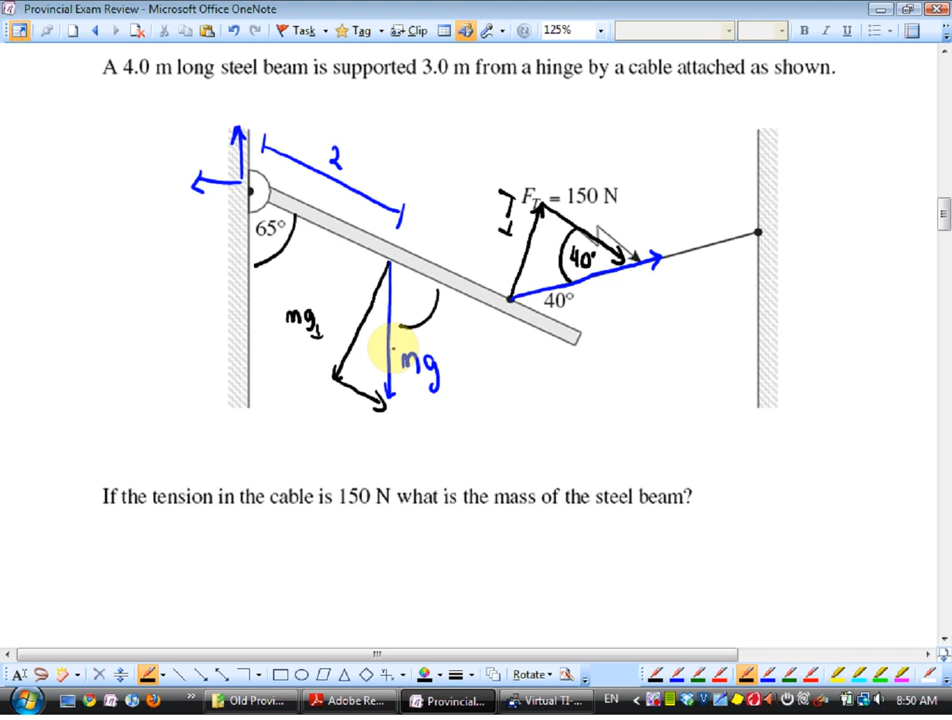 Provincial Exam Review - Microsoft Office OneNote
Task Tag Clip 125% B I U
A 4.0 m long steel beam is supported 3.0 m from a hinge by a cable attached as shown.
2
F_T = 150 N
65°
40°
40°
mg⊥
mg
If the tension in the cable is 150 N what is the mass of the steel beam?
Rotate
Old Provi... Adobe Re... Provincial... Virtual TI-... EN 8:50 AM